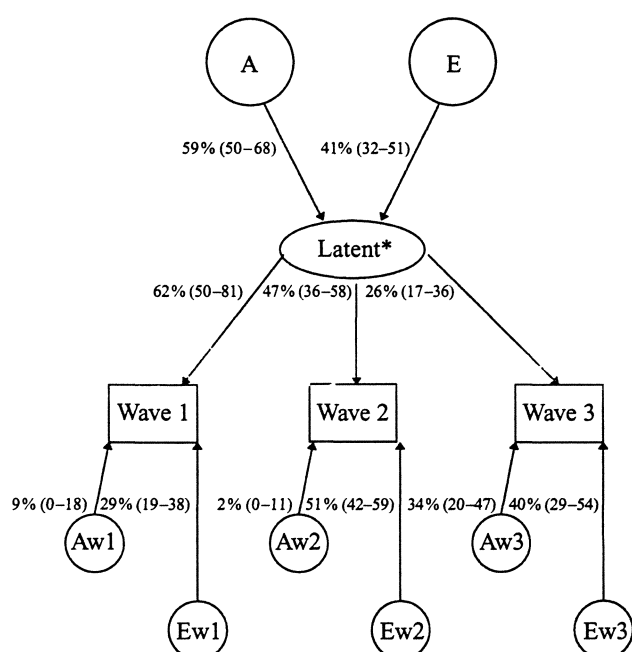 A E
59% (50–68) 41% (32–51)
Latent*
62% (50–81) 47% (36–58) 26% (17–36)
Wave 1 Wave 2 Wave 3
9% (0–18) 29% (19–38) 2% (0–11) 51% (42–59) 34% (20–47) 40% (29–54)
Aw1 Aw2 Aw3
Ew1 Ew2 Ew3